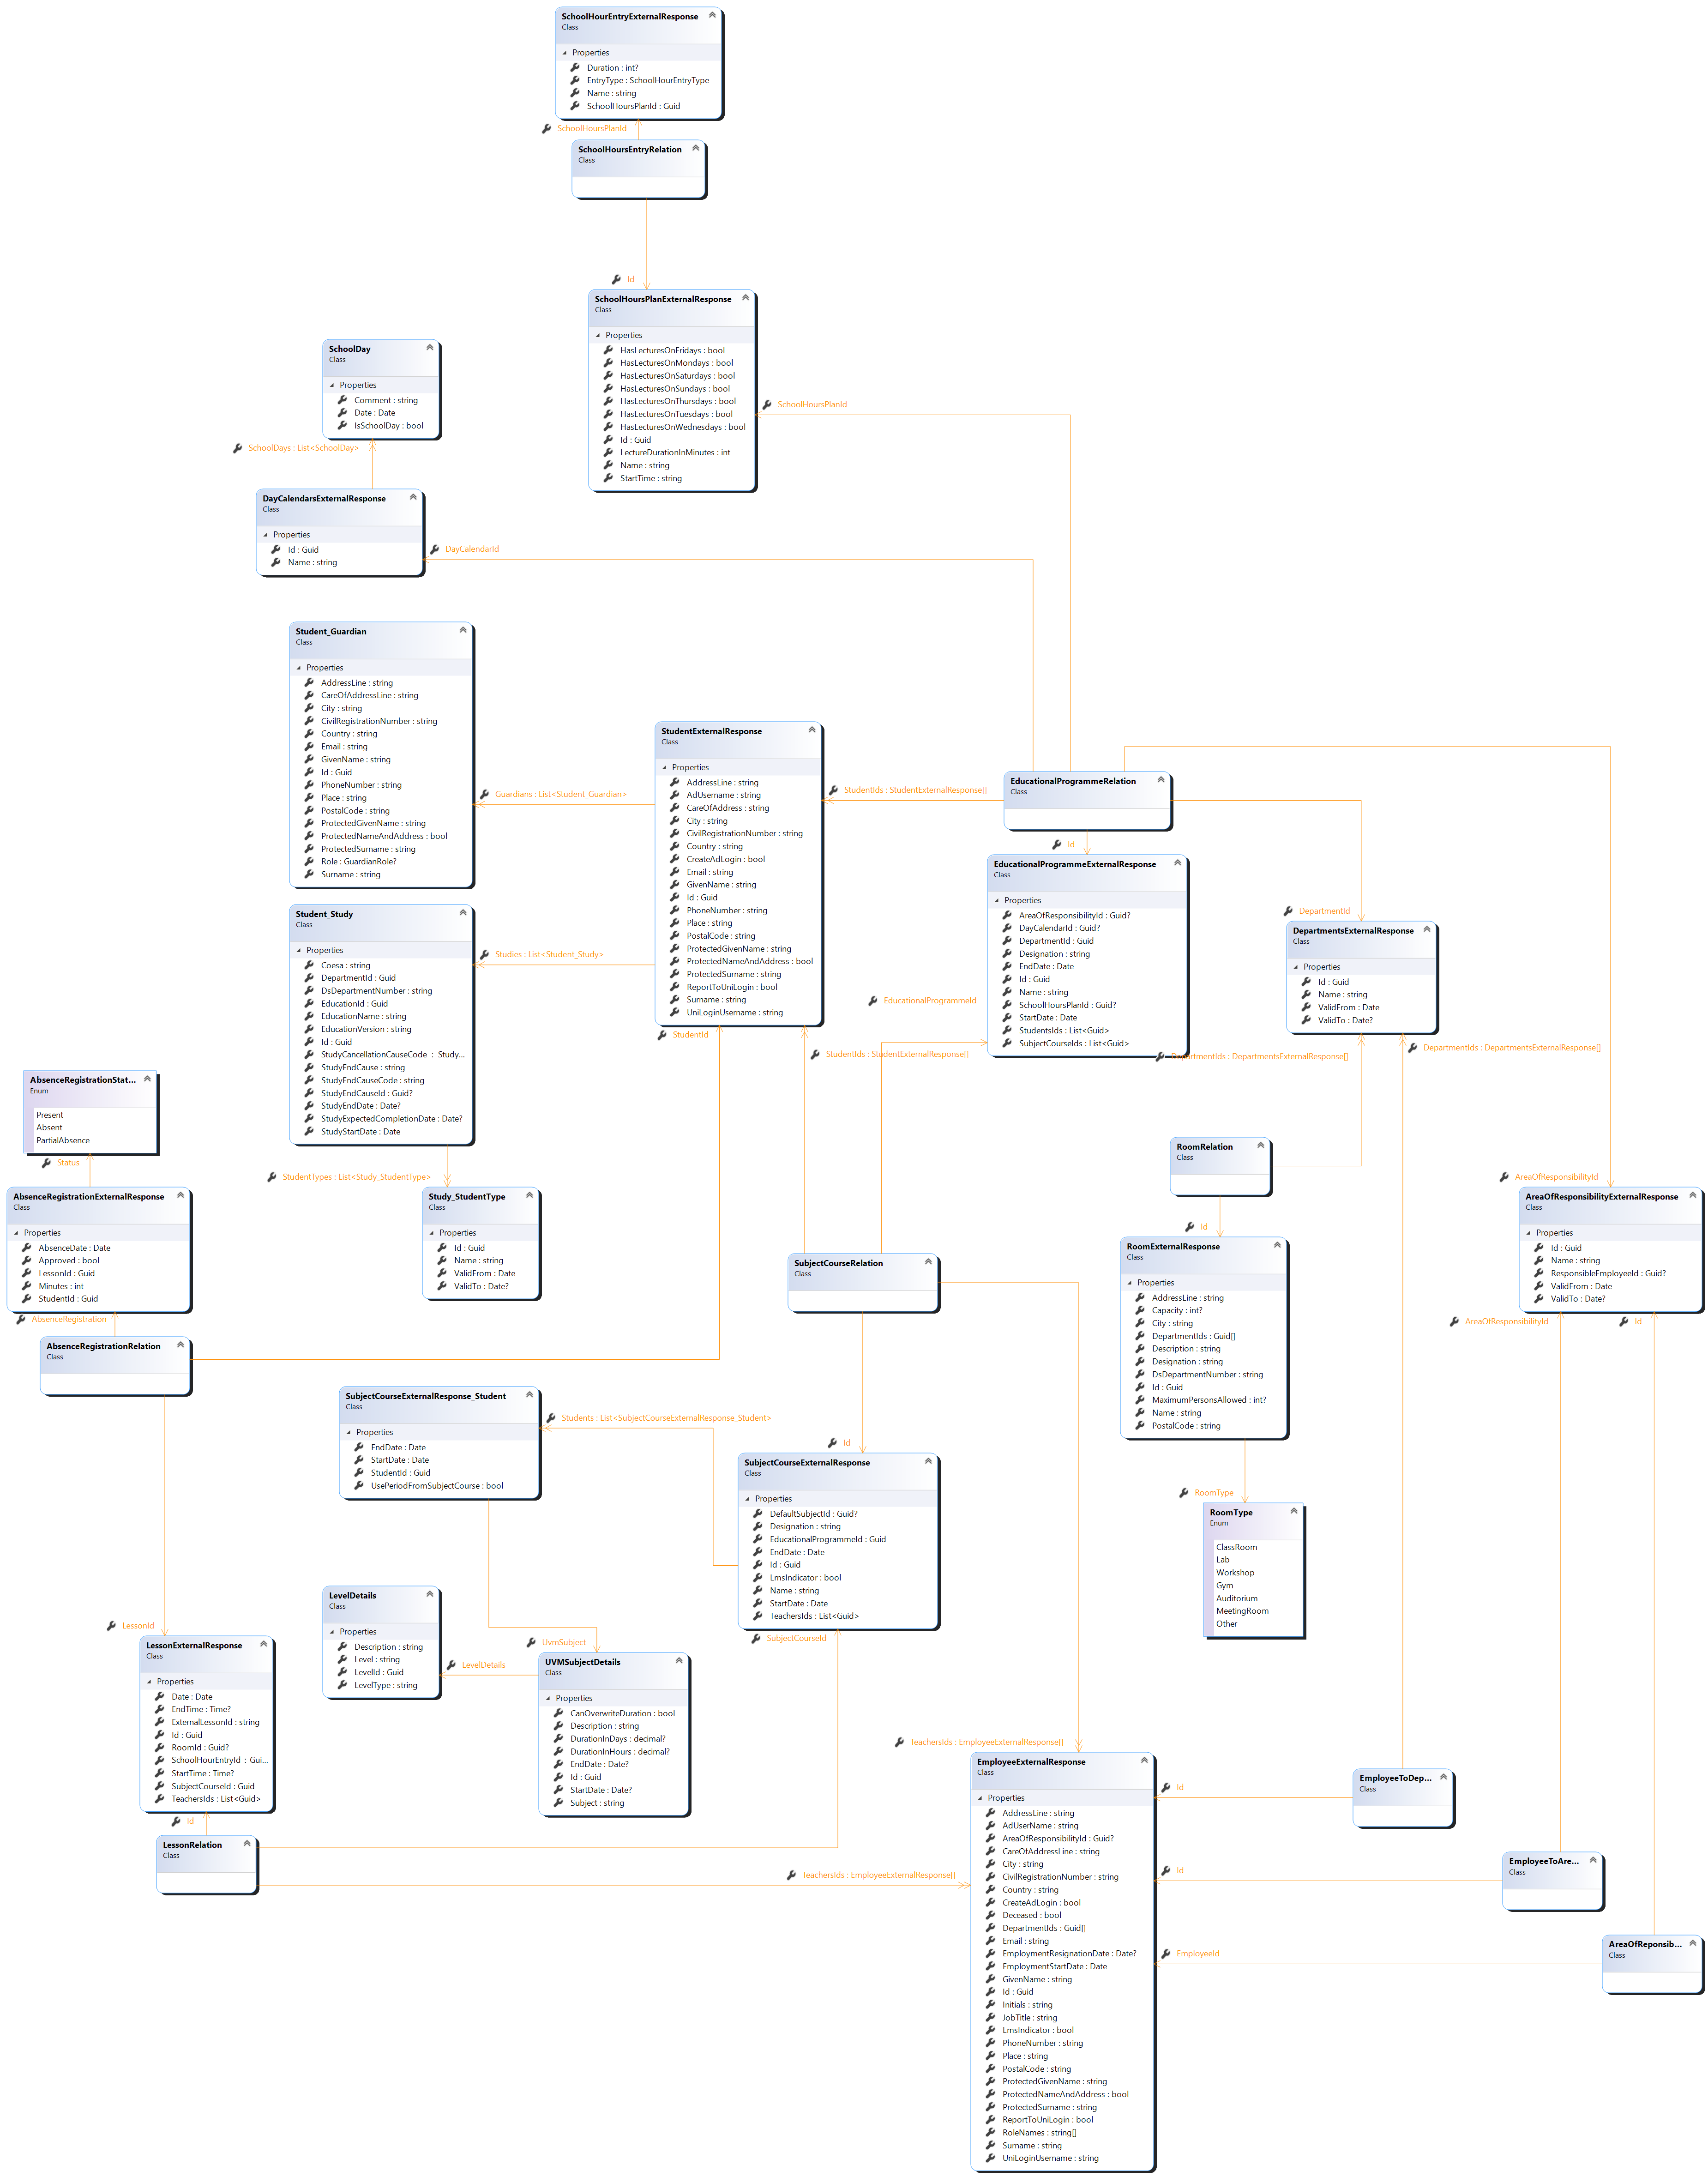 SchoolHourEntryExternalResponse
Class
Properties
Duration : int?
EntryType : SchoolHourEntryType
Name : string
SchoolHoursPlanId : Guid
SchoolHoursPlanId
SchoolHoursEntryRelation
Class
Id
SchoolHoursPlanExternalResponse
Class
Properties
HasLecturesOnFridays : bool
HasLecturesOnMondays : bool
HasLecturesOnSaturdays : bool
HasLecturesOnSundays : bool
HasLecturesOnThursdays : bool
HasLecturesOnTuesdays : bool
HasLecturesOnWednesdays : bool
Id : Guid
LectureDurationInMinutes : int
Name : string
StartTime : string
SchoolHoursPlanId
SchoolDay
Class
Properties
Comment : string
Date : Date
IsSchoolDay : bool
SchoolDays : List<SchoolDay>
DayCalendarsExternalResponse
Class
Properties
Id : Guid
Name : string
DayCalendarId
Student_Guardian
Class
Properties
AddressLine : string
CareOfAddressLine : string
City : string
CivilRegistrationNumber : string
Country : string
Email : string
GivenName : string
Id : Guid
PhoneNumber : string
Place : string
PostalCode : string
ProtectedGivenName : string
ProtectedNameAndAddress : bool
ProtectedSurname : string
Role : GuardianRole?
Surname : string
Guardians : List<Student_Guardian>
StudentExternalResponse
Class
Properties
AddressLine : string
AdUsername : string
CareOfAddress : string
City : string
CivilRegistrationNumber : string
Country : string
CreateAdLogin : bool
Email : string
GivenName : string
Id : Guid
PhoneNumber : string
Place : string
PostalCode : string
ProtectedGivenName : string
ProtectedNameAndAddress : bool
ProtectedSurname : string
ReportToUniLogin : bool
Surname : string
UniLoginUsername : string
StudentIds : StudentExternalResponse[]
EducationalProgrammeRelation
Class
Id
EducationalProgrammeExternalResponse
Class
Properties
AreaOfResponsibilityId : Guid?
DayCalendarId : Guid?
DepartmentId : Guid
Designation : string
EndDate : Date
Id : Guid
Name : string
SchoolHoursPlanId : Guid?
StartDate : Date
StudentsIds : List<Guid>
SubjectCourseIds : List<Guid>
DepartmentId
DepartmentsExternalResponse
Class
Properties
Id : Guid
Name : string
ValidFrom : Date
ValidTo : Date?
Student_Study
Class
Properties
Coesa : string
DepartmentId : Guid
DsDepartmentNumber : string
EducationId : Guid
EducationName : string
EducationVersion : string
Id : Guid
StudyCancellationCauseCode : Study...
StudyEndCause : string
StudyEndCauseCode : string
StudyEndCauseId : Guid?
StudyEndDate : Date?
StudyExpectedCompletionDate : Date?
StudyStartDate : Date
Studies : List<Student_Study>
EducationalProgrammeId
StudentId
StudentIds : StudentExternalResponse[]
DepartmentIds : DepartmentsExternalResponse[]
DepartmentIds : DepartmentsExternalResponse[]
AbsenceRegistrationStat...
Enum
Present
Absent
PartialAbsence
Status
StudentTypes : List<Study_StudentType>
Study_StudentType
Class
Properties
Id : Guid
Name : string
ValidFrom : Date
ValidTo : Date?
AbsenceRegistrationExternalResponse
Class
Properties
AbsenceDate : Date
Approved : bool
LessonId : Guid
Minutes : int
StudentId : Guid
AbsenceRegistration
AbsenceRegistrationRelation
Class
RoomRelation
Class
Id
RoomExternalResponse
Class
Properties
AddressLine : string
Capacity : int?
City : string
DepartmentIds : Guid[]
Description : string
Designation : string
DsDepartmentNumber : string
Id : Guid
MaximumPersonsAllowed : int?
Name : string
PostalCode : string
RoomType
RoomType
Enum
ClassRoom
Lab
Workshop
Gym
Auditorium
MeetingRoom
Other
AreaOfResponsibilityId
AreaOfResponsibilityExternalResponse
Class
Properties
Id : Guid
Name : string
ResponsibleEmployeeId : Guid?
ValidFrom : Date
ValidTo : Date?
AreaOfResponsibilityId
Id
SubjectCourseRelation
Class
Id
SubjectCourseExternalResponse_Student
Class
Properties
EndDate : Date
StartDate : Date
StudentId : Guid
UsePeriodFromSubjectCourse : bool
Students : List<SubjectCourseExternalResponse_Student>
SubjectCourseExternalResponse
Class
Properties
DefaultSubjectId : Guid?
Designation : string
EducationalProgrammeId : Guid
EndDate : Date
Id : Guid
LmsIndicator : bool
Name : string
StartDate : Date
TeachersIds : List<Guid>
SubjectCourseId
LevelDetails
Class
Properties
Description : string
Level : string
LevelId : Guid
LevelType : string
LevelDetails
UvmSubject
UVMSubjectDetails
Class
Properties
CanOverwriteDuration : bool
Description : string
DurationInDays : decimal?
DurationInHours : decimal?
EndDate : Date?
Id : Guid
StartDate : Date?
Subject : string
LessonId
LessonExternalResponse
Class
Properties
Date : Date
EndTime : Time?
ExternalLessonId : string
Id : Guid
RoomId : Guid?
SchoolHourEntryId : Gui...
StartTime : Time?
SubjectCourseId : Guid
TeachersIds : List<Guid>
Id
LessonRelation
Class
TeachersIds : EmployeeExternalResponse[]
TeachersIds : EmployeeExternalResponse[]
EmployeeExternalResponse
Class
Properties
AddressLine : string
AdUserName : string
AreaOfResponsibilityId : Guid?
CareOfAddressLine : string
City : string
CivilRegistrationNumber : string
Country : string
CreateAdLogin : bool
Deceased : bool
DepartmentIds : Guid[]
Email : string
EmploymentResignationDate : Date?
EmploymentStartDate : Date
GivenName : string
Id : Guid
Initials : string
JobTitle : string
LmsIndicator : bool
PhoneNumber : string
Place : string
PostalCode : string
ProtectedGivenName : string
ProtectedNameAndAddress : bool
ProtectedSurname : string
ReportToUniLogin : bool
RoleNames : string[]
Surname : string
UniLoginUsername : string
Id
EmployeeToDep...
Class
Id
EmployeeToAre...
Class
EmployeeId
AreaOfReponsib...
Class